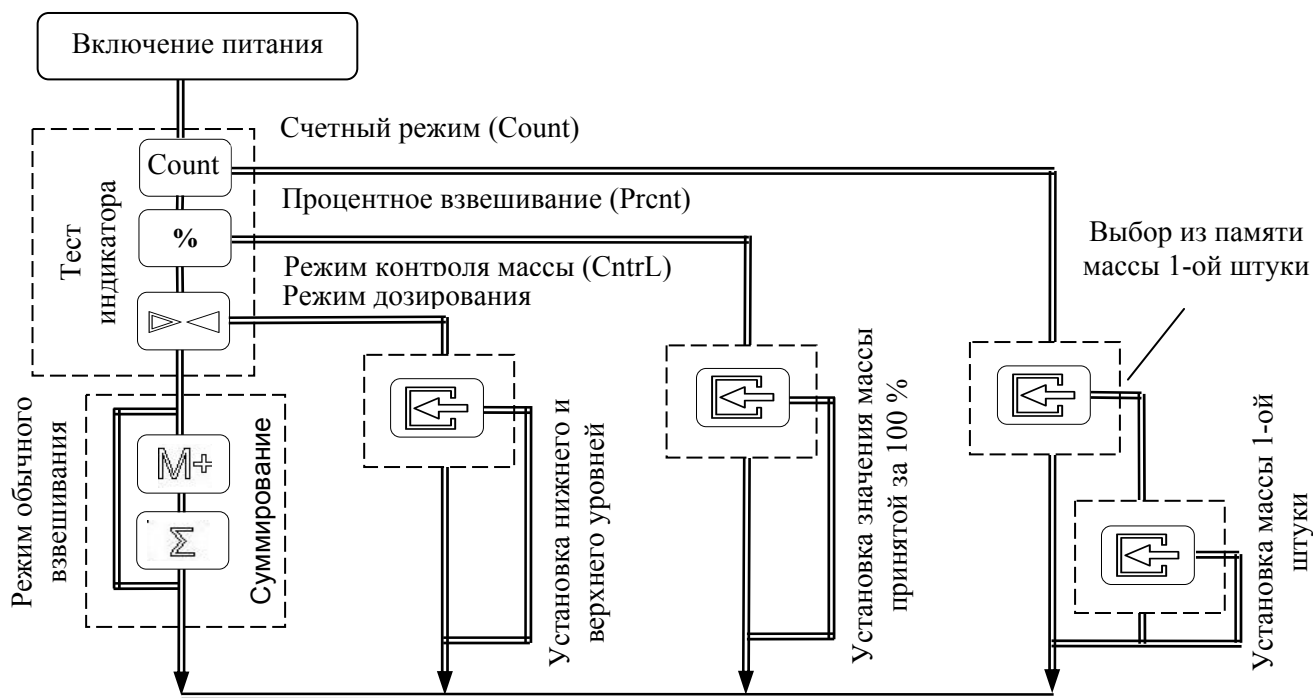 Включение питания
Счетный режим (Count)
Count
Тест
индикатора
Процентное взвешивание (Prcnt)
%
Режим контроля массы (CntrL)
Режим дозирования
Выбор из памяти
массы 1-ой штуки
Режим обычного
взвешивания
M+
Σ
Суммирование
Установка нижнего и
верхнего уровней
Установка значения массы
принятой за 100 %
Установка массы 1-ой
штуки